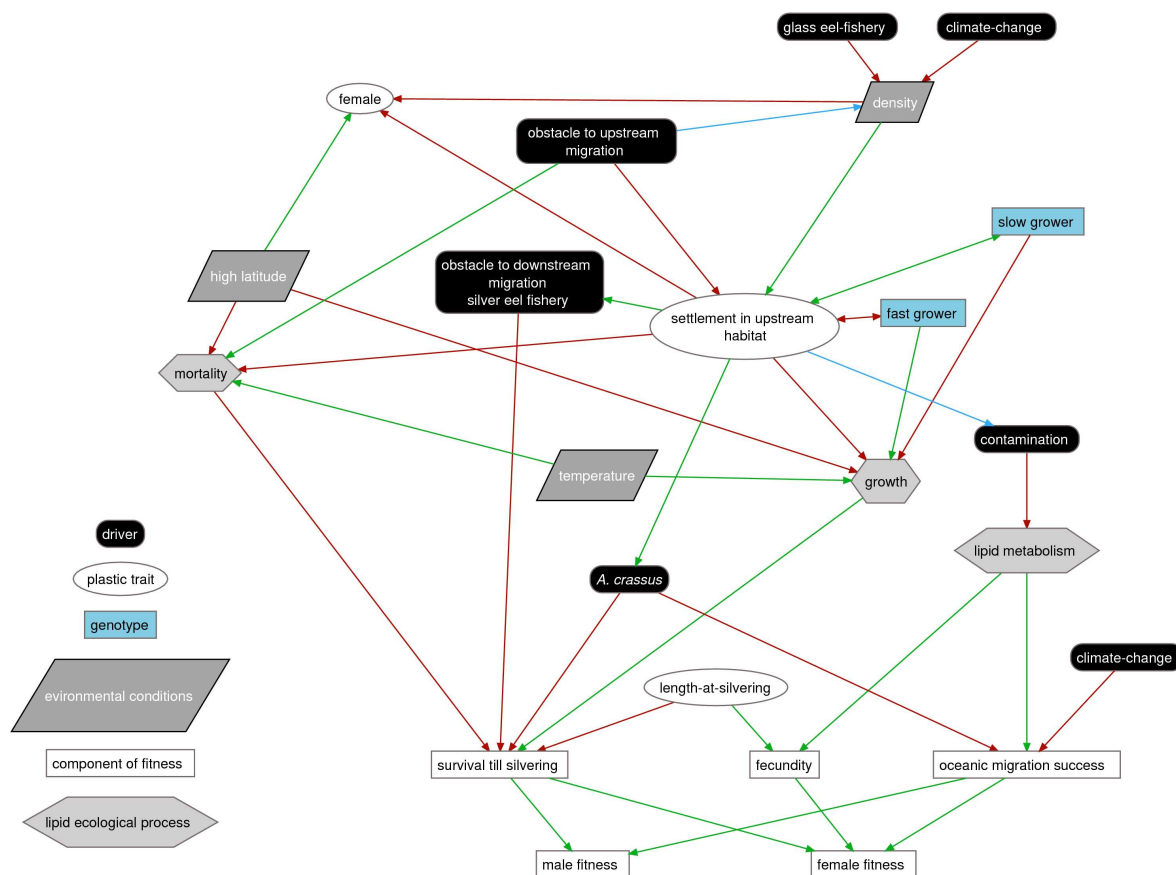 glass eel-fishery
climate-change
female
density
obstacle to upstream
migration
slow grower
high latitude
obstacle to downstream
migration
silver eel fishery
settlement in upstream
habitat
fast grower
mortality
contamination
temperature
growth
driver
lipid metabolism
plastic trait
A. crassus
genotype
climate-change
length-at-silvering
evironmental conditions
component of fitness
survival till silvering
fecundity
oceanic migration success
lipid ecological process
male fitness
female fitness